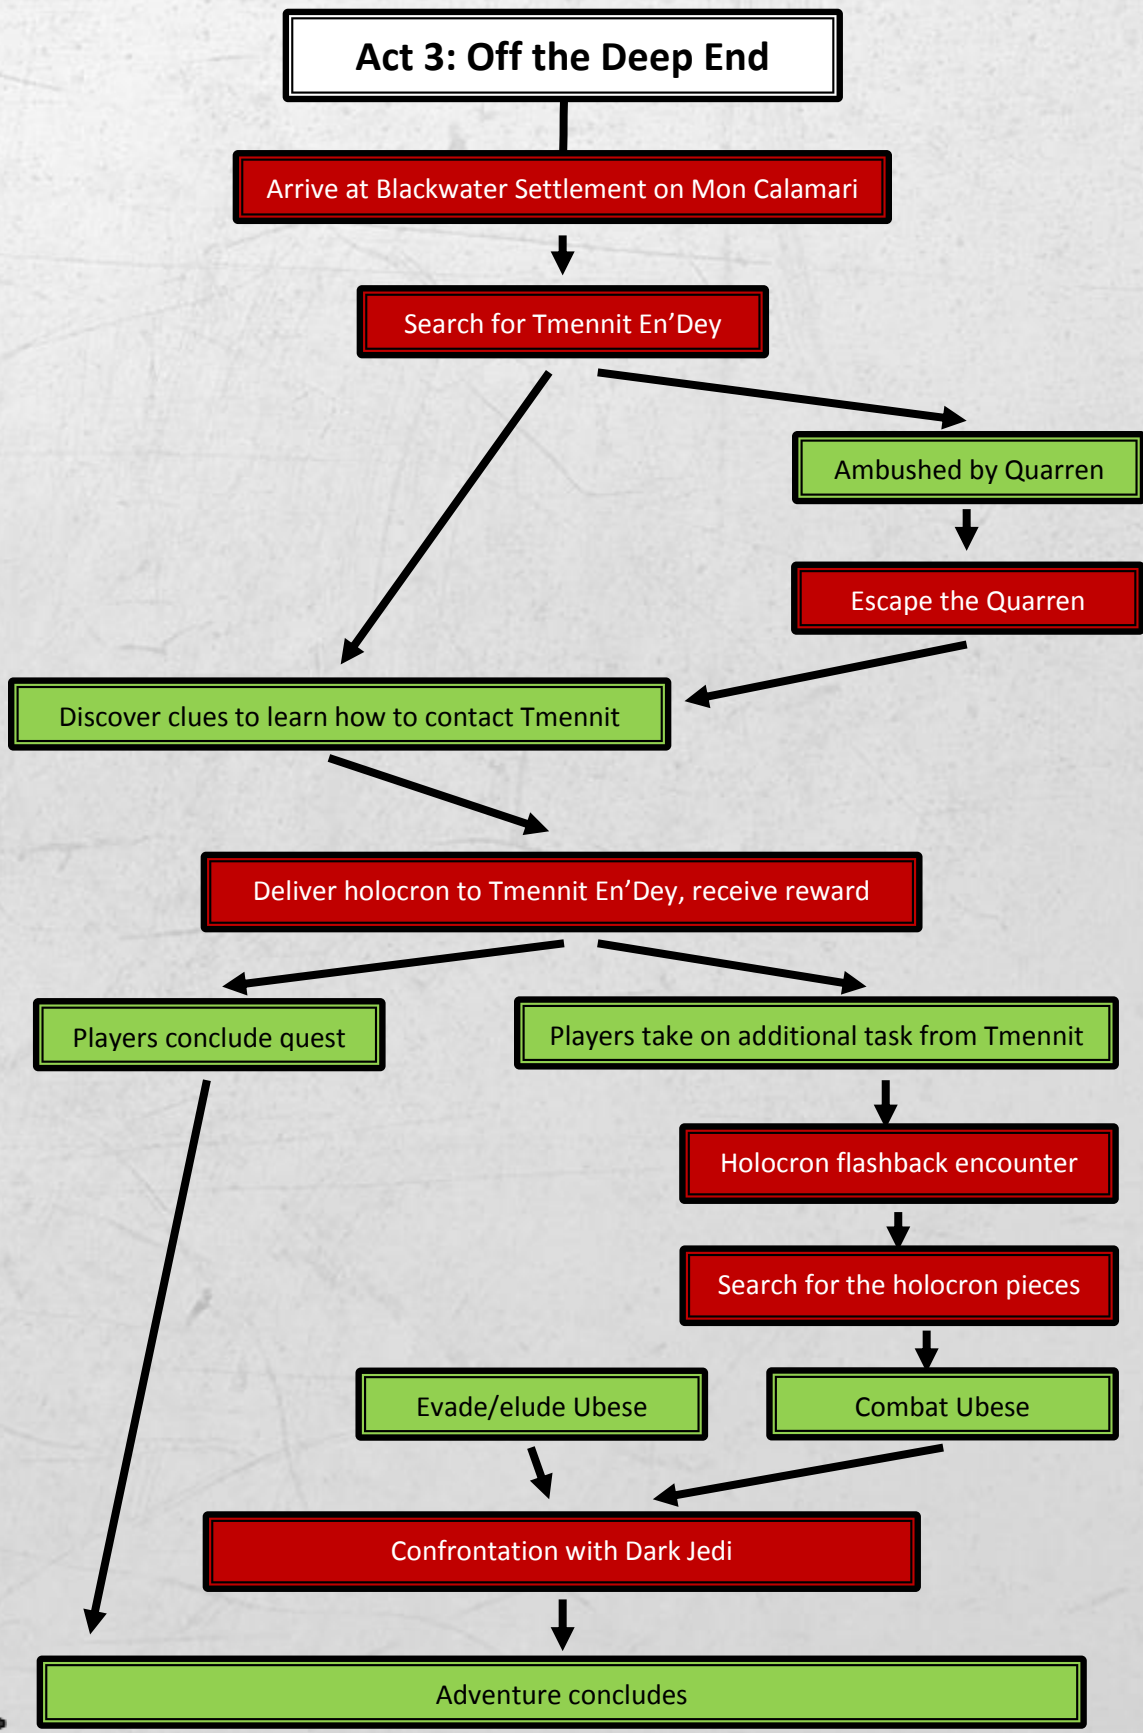 Act 3: Off the Deep End
Arrive at Blackwater Settlement on Mon Calamari
Search for Tmennit En’Dey
Ambushed by Quarren
Escape the Quarren
Discover clues to learn how to contact Tmennit
Deliver holocron to Tmennit En’Dey, receive reward
Players conclude quest
Players take on additional task from Tmennit
Holocron flashback encounter
Search for the holocron pieces
Evade/elude Ubese
Combat Ubese
Confrontation with Dark Jedi
Adventure concludes